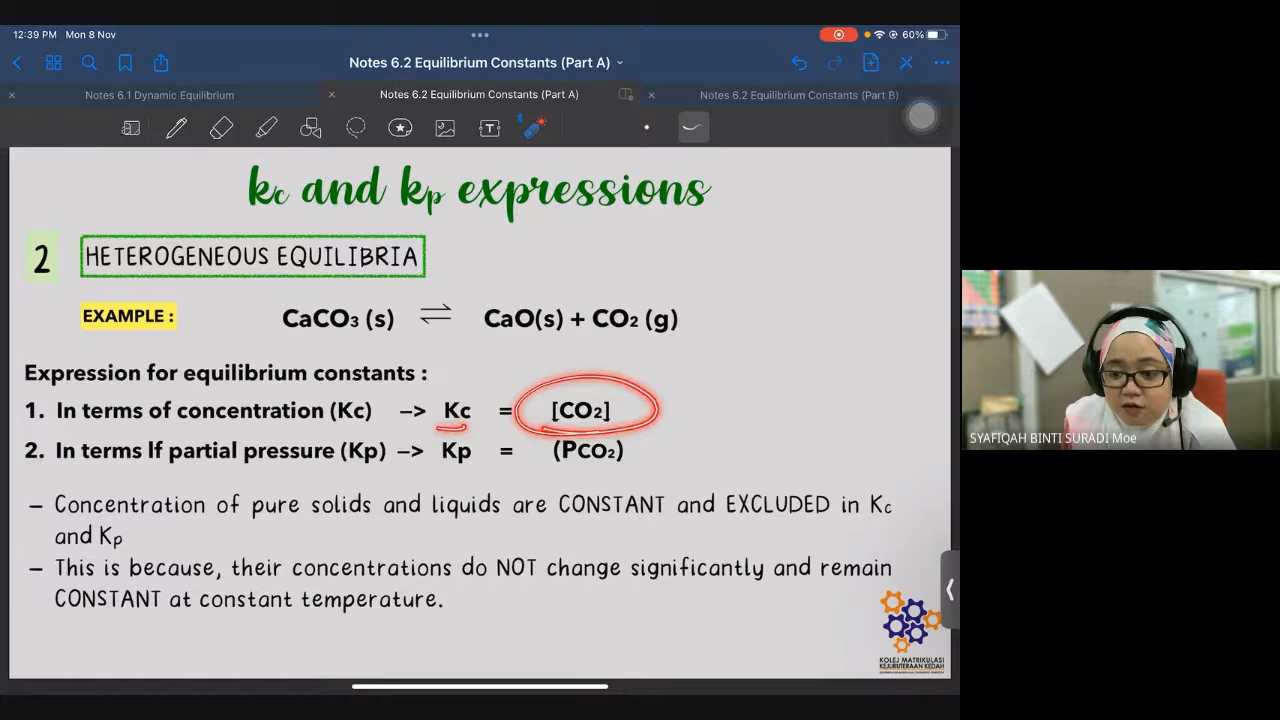 12:39 PM Mon 8 Nov
60%
Notes 6.2 Equilibrium Constants (Part A)
Notes 6.1 Dynamic Equilibrium
Notes 6.2 Equilibrium Constants (Part A)
Notes 6.2 Equilibrium Constants (Part B)
kc and kp expressions
2 HETEROGENEOUS EQUILIBRIA
EXAMPLE : CaCO₃ (s) ⇌ CaO(s) + CO₂ (g)
Expression for equilibrium constants :
1. In terms of concentration (Kc) –> Kc = [CO₂]
2. In terms lf partial pressure (Kp) –> Kp = (PCO₂)
– Concentration of pure solids and liquids are CONSTANT and EXCLUDED in Kc
and Kp
– This is because, their concentrations do NOT change significantly and remain
CONSTANT at constant temperature.
KOLEJ MATRIKULASI
KEJURUTERAAN KEDAH
SYAFIQAH BINTI SURADI Moe